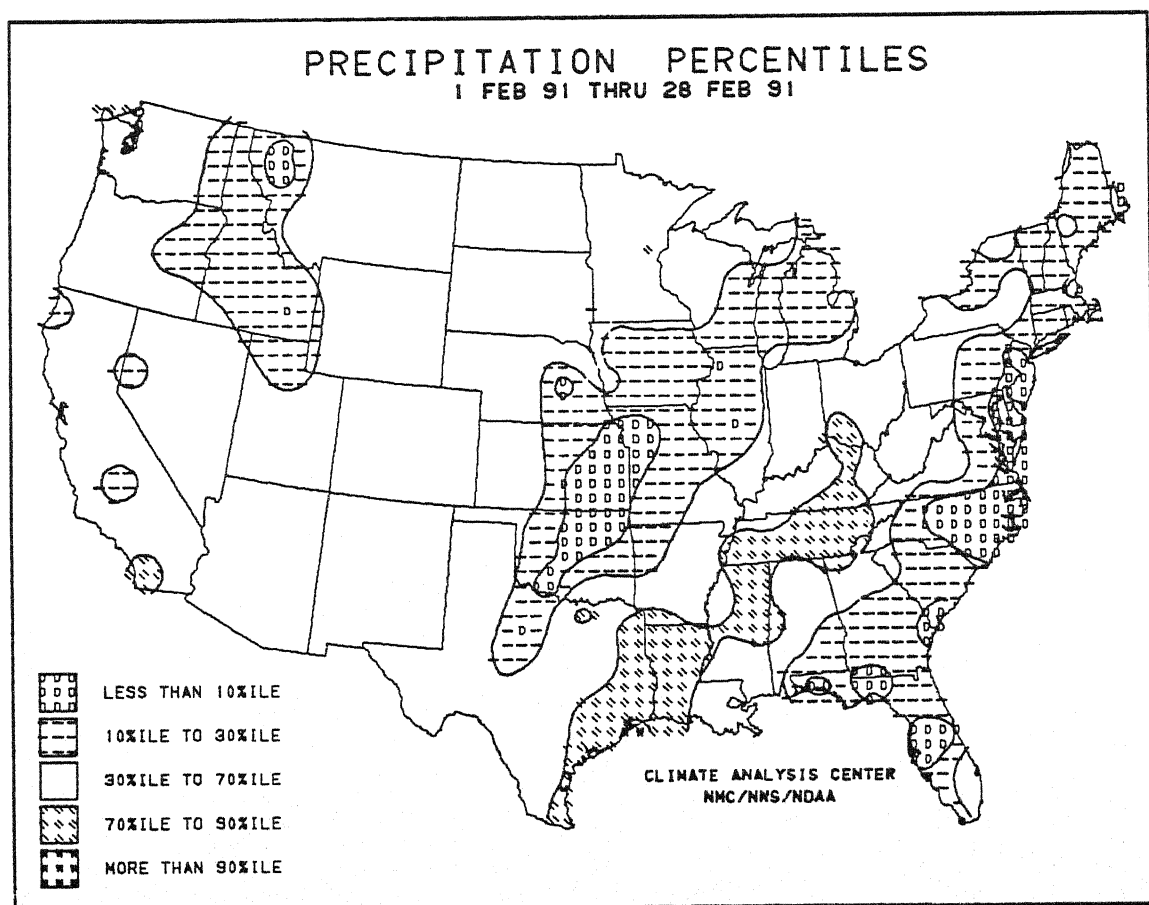 PRECIPITATION PERCENTILES
1 FEB 91 THRU 28 FEB 91
LESS THAN 10%ILE
10%ILE TO 30%ILE
30%ILE TO 70%ILE
70%ILE TO 90%ILE
MORE THAN 90%ILE
CLIMATE ANALYSIS CENTER
NMC/NWS/NOAA